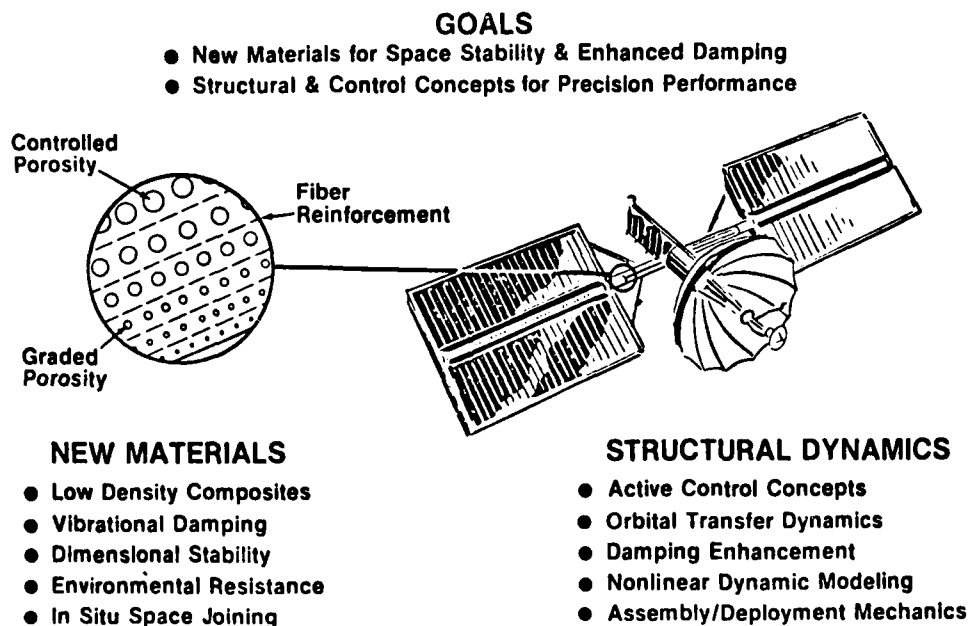 GOALS
● New Materials for Space Stability & Enhanced Damping
● Structural & Control Concepts for Precision Performance
Controlled
Porosity
Fiber
Reinforcement
Graded
Porosity
NEW MATERIALS
● Low Density Composites
● Vibrational Damping
● Dimensional Stability
● Environmental Resistance
● In Situ Space Joining
STRUCTURAL DYNAMICS
● Active Control Concepts
● Orbital Transfer Dynamics
● Damping Enhancement
● Nonlinear Dynamic Modeling
● Assembly/Deployment Mechanics